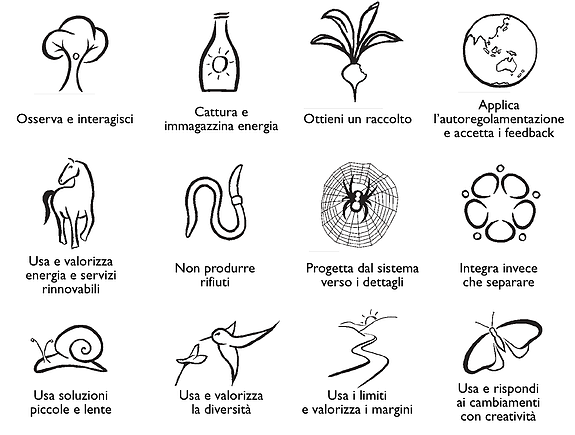 Osserva e interagisci
Cattura e
immagazzina energia
Ottieni un raccolto
Applica
l'autoregolamentazione
e accetta i feedback
Usa e valorizza
energia e servizi
rinnovabili
Non produrre
rifiuti
Progetta dal sistema
verso i dettagli
Integra invece
che separare
Usa soluzioni
piccole e lente
Usa e valorizza
la diversità
Usa i limiti
e valorizza i margini
Usa e rispondi
ai cambiamenti
con creatività